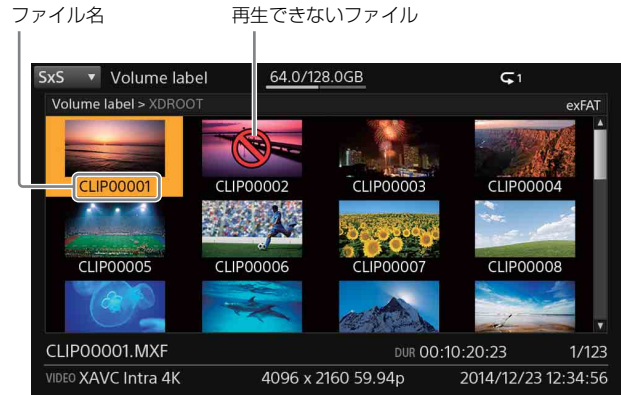 ファイル名
再生できないファイル
SxS ▼ Volume label 64.0/128.0GB 1
Volume label > XDROOT exFAT
CLIP00001 CLIP00002 CLIP00003 CLIP00004
CLIP00005 CLIP00006 CLIP00007 CLIP00008
CLIP00001.MXF DUR 00:10:20:23 1/123
VIDEO XAVC Intra 4K 4096 x 2160 59.94p 2014/12/23 12:34:56